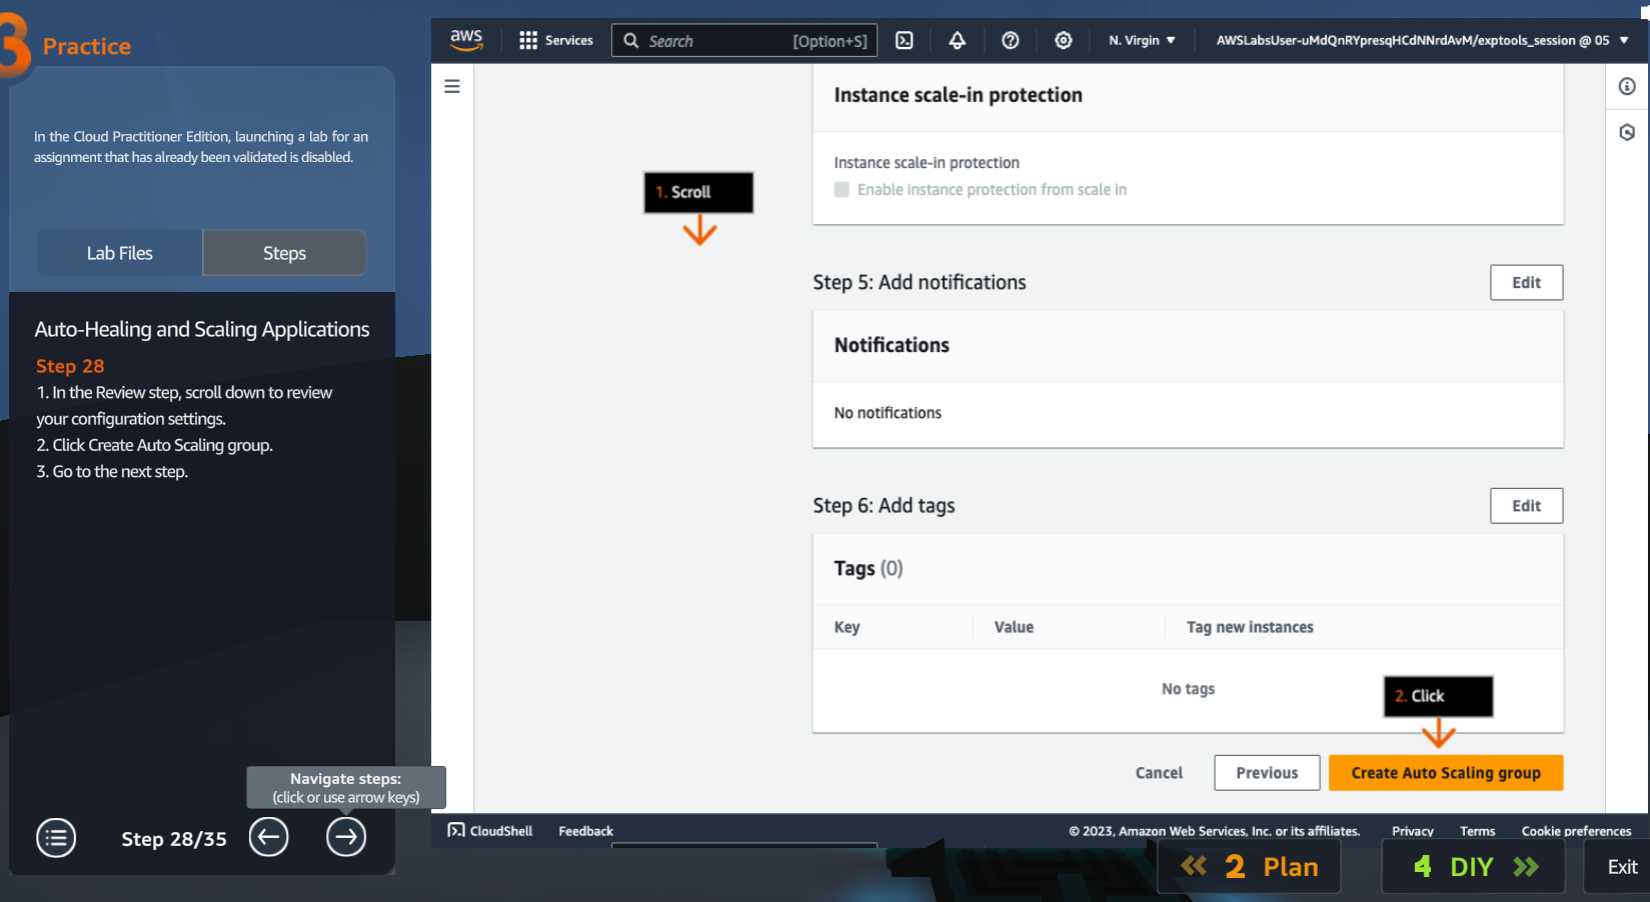 3 Practice
In the Cloud Practitioner Edition, launching a lab for an
assignment that has already been validated is disabled.
Lab Files
Steps
Auto-Healing and Scaling Applications
Step 28
1. In the Review step, scroll down to review
your configuration settings.
2. Click Create Auto Scaling group.
3. Go to the next step.
Navigate steps:
(click or use arrow keys)
Step 28/35
aws
Services
Search
[Option+S]
N. Virgin
AWSLabsUser-uMdQnRYpresqHCdNNrdAvM/exptools_session @ 05
Instance scale-in protection
Instance scale-in protection
Enable instance protection from scale in
1. Scroll
Step 5: Add notifications
Edit
Notifications
No notifications
Step 6: Add tags
Edit
Tags (0)
Key
Value
Tag new instances
No tags
2. Click
Cancel
Previous
Create Auto Scaling group
CloudShell
Feedback
© 2023, Amazon Web Services, Inc. or its affiliates.
Privacy
Terms
Cookie preferences
2 Plan
4 DIY
Exit